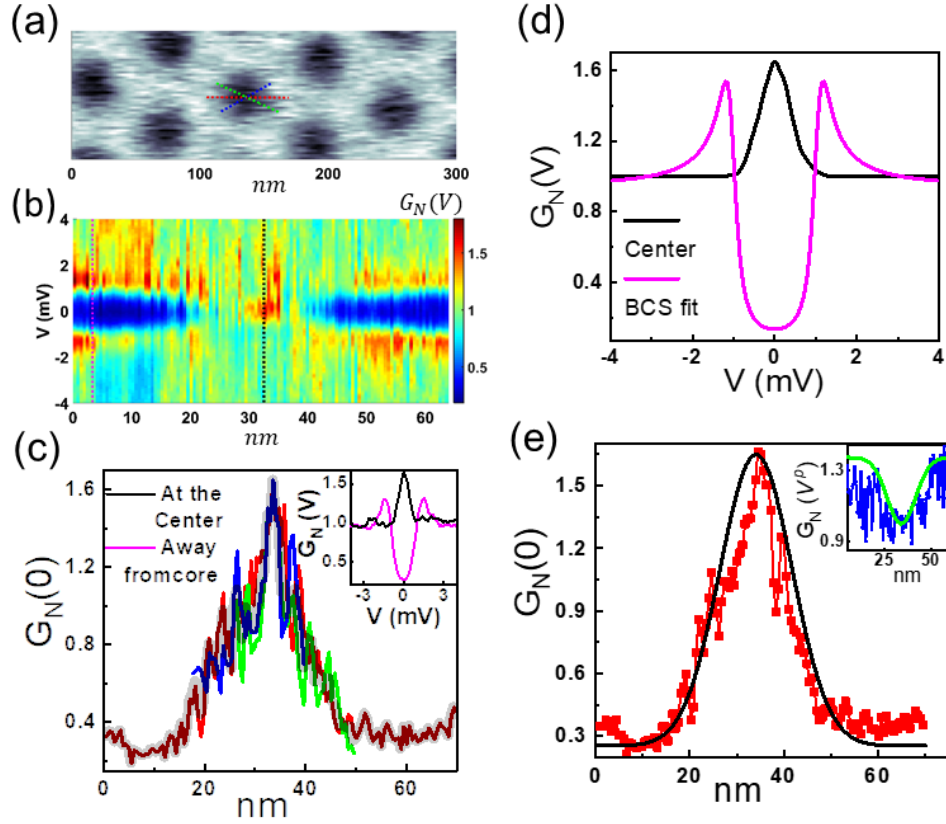 (a)
0 100 200 300
nm
(b)
G_N(V)
4
2
0
-2
-4
V (mV)
0 10 20 30 40 50 60
nm
1.5
1
0.5
(c)
1.6
1.2
0.8
0.4
G_N(0)
At the
Center
Away
fromcore
0 20 40 60
nm
1.5
1.0
0.5
G_N (V)
-3 0 3
V (mV)
(d)
1.6
1.2
0.8
0.4
G_N(V)
Center
BCS fit
-4 -2 0 2 4
V (mV)
(e)
1.5
1.2
0.9
0.6
0.3
G_N(0)
0 20 40 60
nm
1.3
0.9
G_N (V^p)
25 50
nm